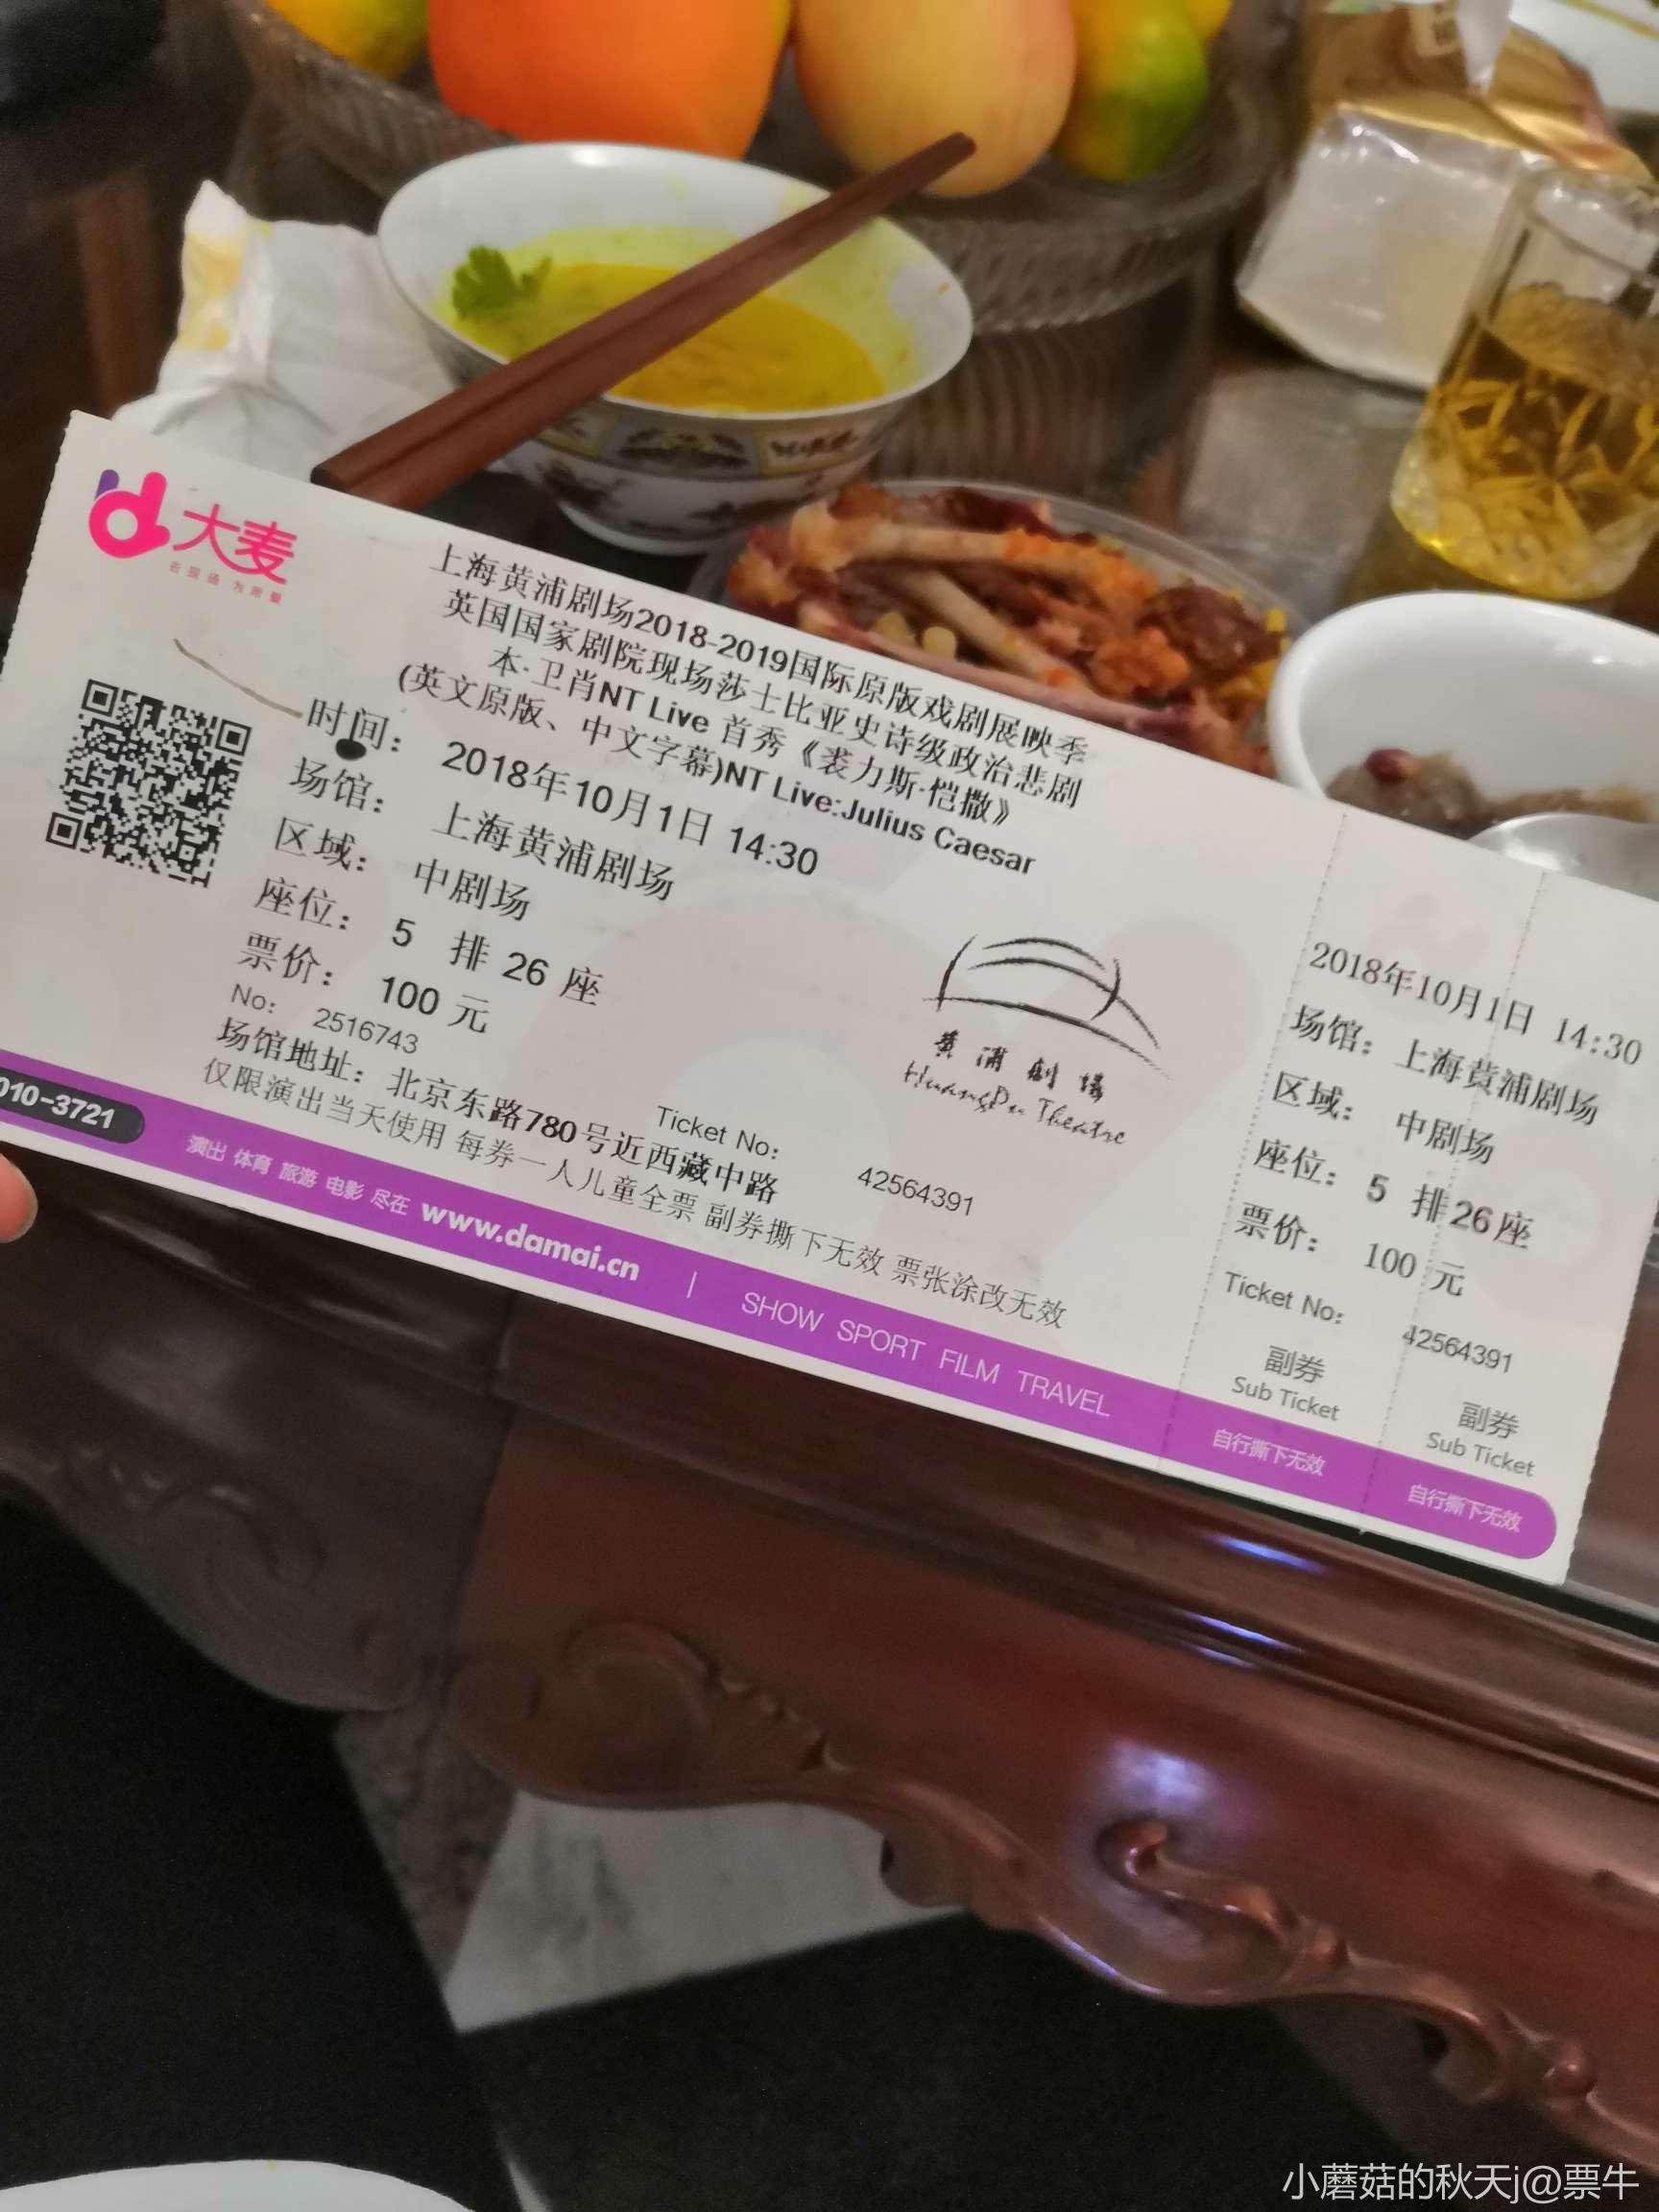 大麦
去现场 为所爱
上海黄浦剧场2018-2019国际原版戏剧展映季
英国国家剧院现场莎士比亚史诗级政治悲剧
本·卫肖NT Live 首秀《裘力斯·恺撒》
(英文原版、中文字幕)NT Live:Julius Caesar
时间： 2018年10月1日 14:30
场馆： 上海黄浦剧场
区域： 中剧场
座位： 5 排 26 座
票价： 100 元
No: 2516743
Ticket No: 42564391
场馆地址：北京东路780号近西藏中路
仅限演出当天使用 每券一人儿童全票 副券撕下无效 票张涂改无效
黄浦剧场
HuangPu Theatre
010-3721
演出 体育 旅游 电影 尽在 www.damai.cn | SHOW SPORT FILM TRAVEL
2018年10月1日 14:30
场馆： 上海黄浦剧场
区域： 中剧场
座位： 5 排 26 座
票价： 100 元
Ticket No: 42564391
副券
Sub Ticket
自行撕下无效
副券
Sub Ticket
自行撕下无效
小蘑菇的秋天j@票牛